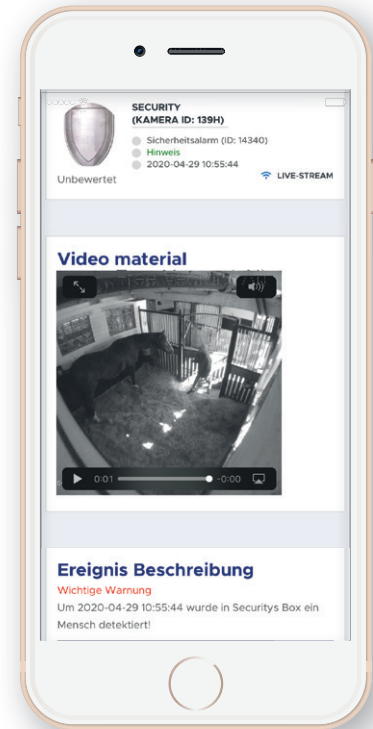 SECURITY
(KAMERA ID: 139H)
Sicherheitsalarm (ID: 14340)
Hinweis
2020-04-29 10:55:44
Unbewertet
LIVE-STREAM
Video material
0:01
-0:00
Ereignis Beschreibung
Wichtige Warnung
Um 2020-04-29 10:55:44 wurde in Securitys Box ein
Mensch detektiert!